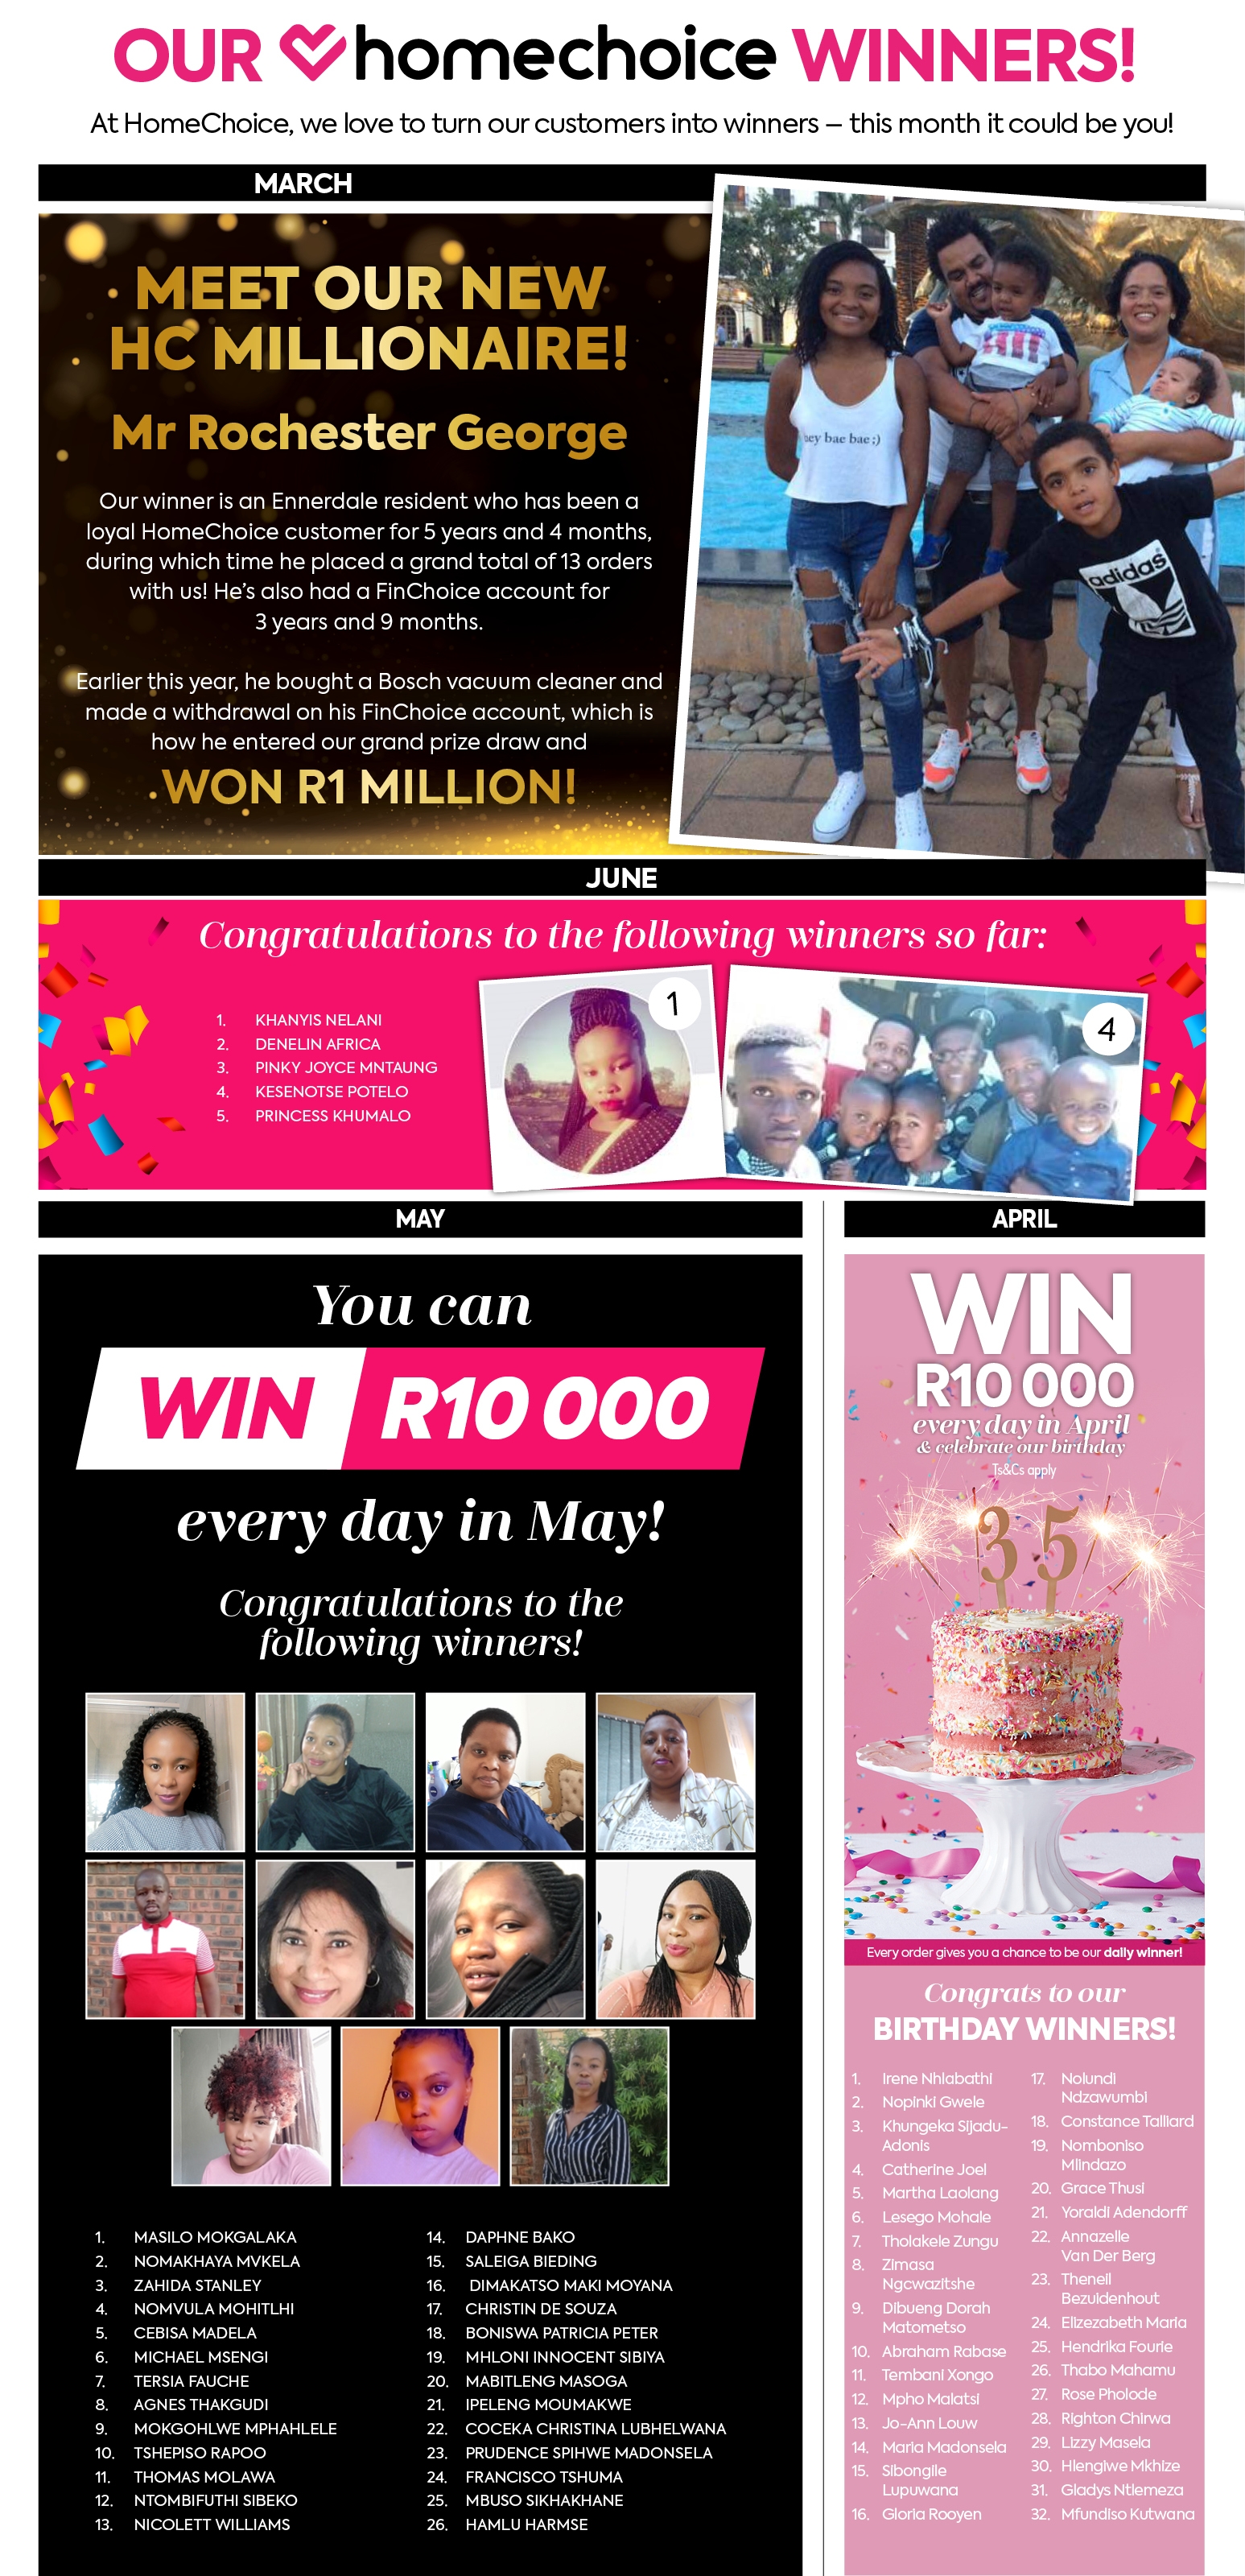 OUR homechoice WINNERS!
At HomeChoice, we love to turn our customers into winners – this month it could be you!
MARCH
MEET OUR NEW
HC MILLIONAIRE!
Mr Rochester George
Our winner is an Ennerdale resident who has been a
loyal HomeChoice customer for 5 years and 4 months,
during which time he placed a grand total of 13 orders
with us! He's also had a FinChoice account for
3 years and 9 months.
Earlier this year, he bought a Bosch vacuum cleaner and
made a withdrawal on his FinChoice account, which is
how he entered our grand prize draw and
WON R1 MILLION!
hey bae bae ;)
adidas
JUNE
Congratulations to the following winners so far:
1. KHANYIS NELANI
2. DENELIN AFRICA
3. PINKY JOYCE MNTAUNG
4. KESENOTSE POTELO
5. PRINCESS KHUMALO
1
4
MAY
You can
WIN R10 000
every day in May!
Congratulations to the
following winners!
1. MASILO MOKGALAKA
2. NOMAKHAYA MVKELA
3. ZAHIDA STANLEY
4. NOMVULA MOHITLHI
5. CEBISA MADELA
6. MICHAEL MSENGI
7. TERSIA FAUCHE
8. AGNES THAKGUDI
9. MOKGOHLWE MPHAHLELE
10. TSHEPISO RAPOO
11. THOMAS MOLAWA
12. NTOMBIFUTHI SIBEKO
13. NICOLETT WILLIAMS
14. DAPHNE BAKO
15. SALEIGA BIEDING
16. DIMAKATSO MAKI MOYANA
17. CHRISTIN DE SOUZA
18. BONISWA PATRICIA PETER
19. MHLONI INNOCENT SIBIYA
20. MABITLENG MASOGA
21. IPELENG MOUMAKWE
22. COCEKA CHRISTINA LUBHELWANA
23. PRUDENCE SPIHWE MADONSELA
24. FRANCISCO TSHUMA
25. MBUSO SIKHAKHANE
26. HAMLU HARMSE
APRIL
WIN
R10 000
every day in April
& celebrate our birthday
Ts&Cs apply
35
Every order gives you a chance to be our daily winner!
Congrats to our
BIRTHDAY WINNERS!
1. Irene Nhlabathi
2. Nopinki Gwele
3. Khungeka Sijadu-
Adonis
4. Catherine Joel
5. Martha Laolang
6. Lesego Mohale
7. Tholakele Zungu
8. Zimasa
Ngcwazitshe
9. Dibueng Dorah
Matometso
10. Abraham Rabase
11. Tembani Xongo
12. Mpho Malatsi
13. Jo-Ann Louw
14. Maria Madonsela
15. Sibongile
Lupuwana
16. Gloria Rooyen
17. Nolundi
Ndzawumbi
18. Constance Talliard
19. Nomboniso
Mlindazo
20. Grace Thusi
21. Yoraldi Adendorff
22. Annazelle
Van Der Berg
23. Theneil
Bezuidenhout
24. Elizezabeth Maria
25. Hendrika Fourie
26. Thabo Mahamu
27. Rose Pholode
28. Righton Chirwa
29. Lizzy Masela
30. Hlengiwe Mkhize
31. Gladys Ntlemeza
32. Mfundiso Kutwana